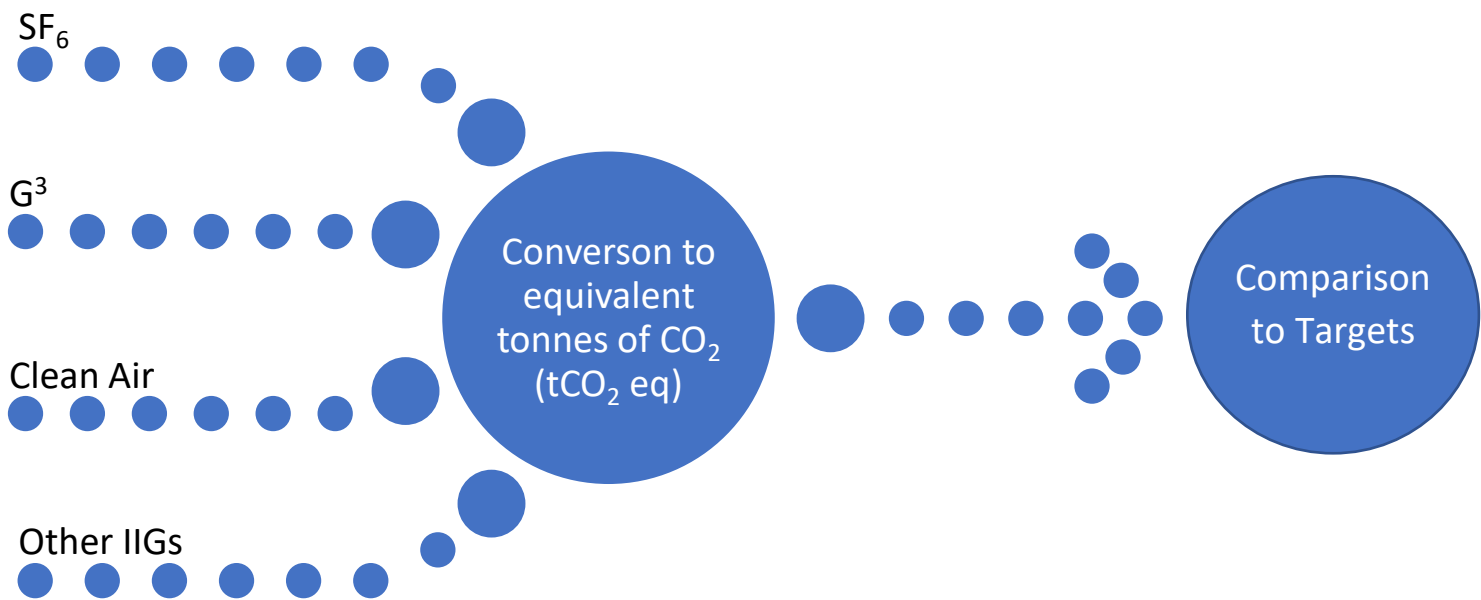 SF₆
G³
Clean Air
Other IIGs
Converson to
equivalent
tonnes of CO₂
(tCO₂ eq)
Comparison
to Targets